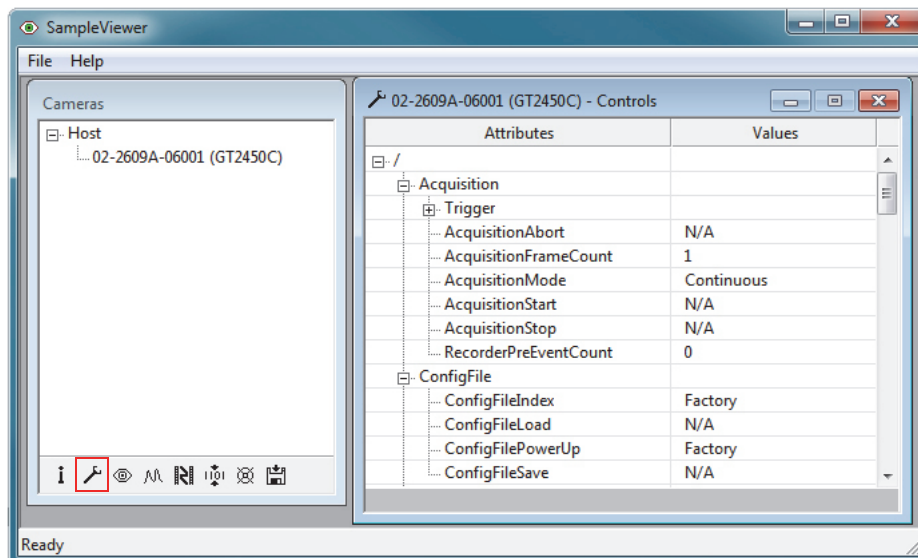 SampleViewer
File Help
Cameras
Host
02-2609A-06001 (GT2450C)
02-2609A-06001 (GT2450C) - Controls
Attributes Values
/
Acquisition
Trigger
AcquisitionAbort N/A
AcquisitionFrameCount 1
AcquisitionMode Continuous
AcquisitionStart N/A
AcquisitionStop N/A
RecorderPreEventCount 0
ConfigFile
ConfigFileIndex Factory
ConfigFileLoad N/A
ConfigFilePowerUp Factory
ConfigFileSave N/A
Ready